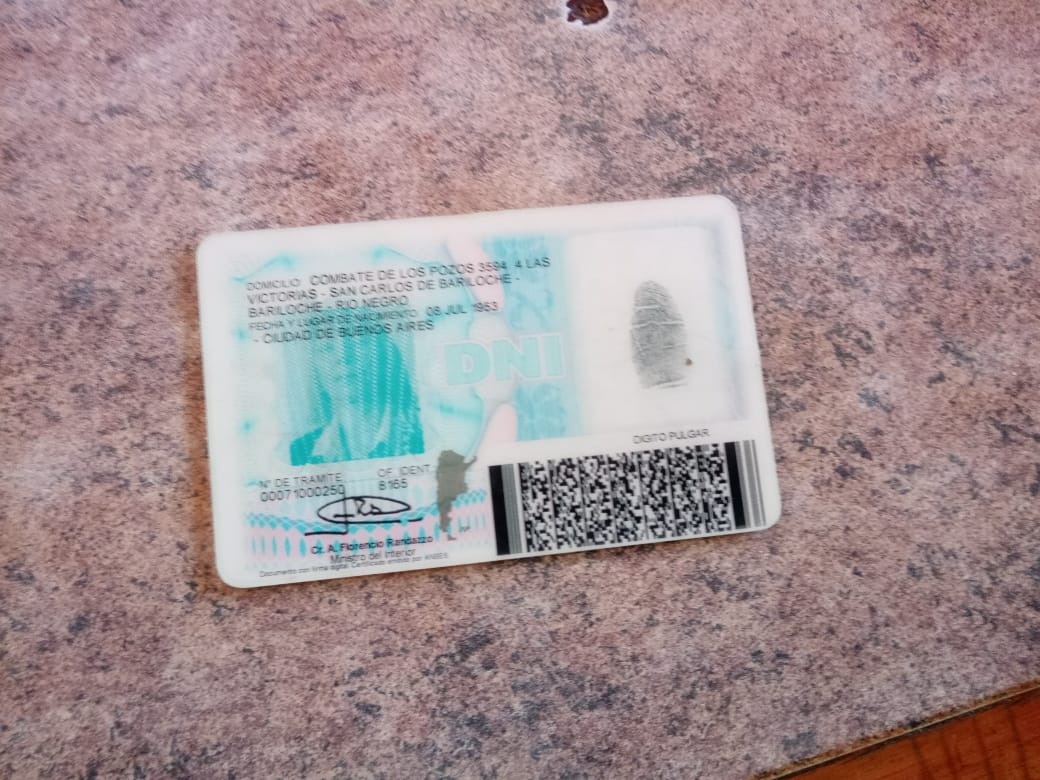 DOMICILIO: COMBATE DE LOS POZOS 3594 4 LAS
VICTORIAS - SAN CARLOS DE BARILOCHE -
BARILOCHE - RIO NEGRO
FECHA Y LUGAR DE NACIMIENTO: 08 JUL 1953
- CIUDAD DE BUENOS AIRES
DNI
DIGITO PULGAR
N° DE TRAMITE: OF. IDENT.
00071000250 8165
Cr. A. Florencio Randazzo
Ministro del Interior
Documento con firma digital. Certificado emitido por ANSES